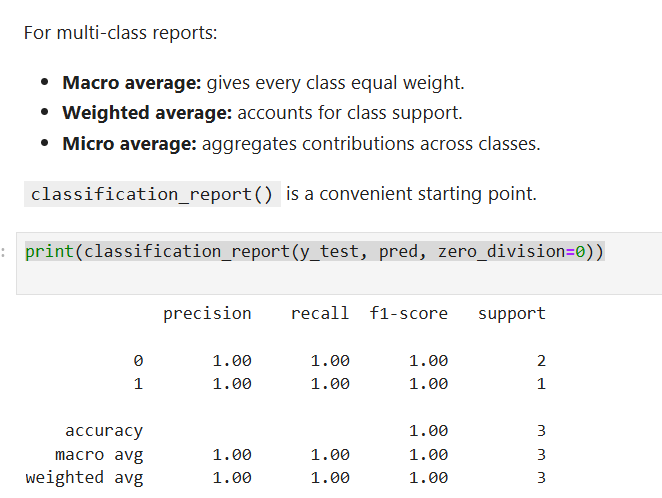 For multi-class reports:
• Macro average: gives every class equal weight.
• Weighted average: accounts for class support.
• Micro average: aggregates contributions across classes.
classification_report() is a convenient starting point.
: print(classification_report(y_test, pred, zero_division=0))
precision recall f1-score support
0 1.00 1.00 1.00 2
1 1.00 1.00 1.00 1
accuracy 1.00 3
macro avg 1.00 1.00 1.00 3
weighted avg 1.00 1.00 1.00 3